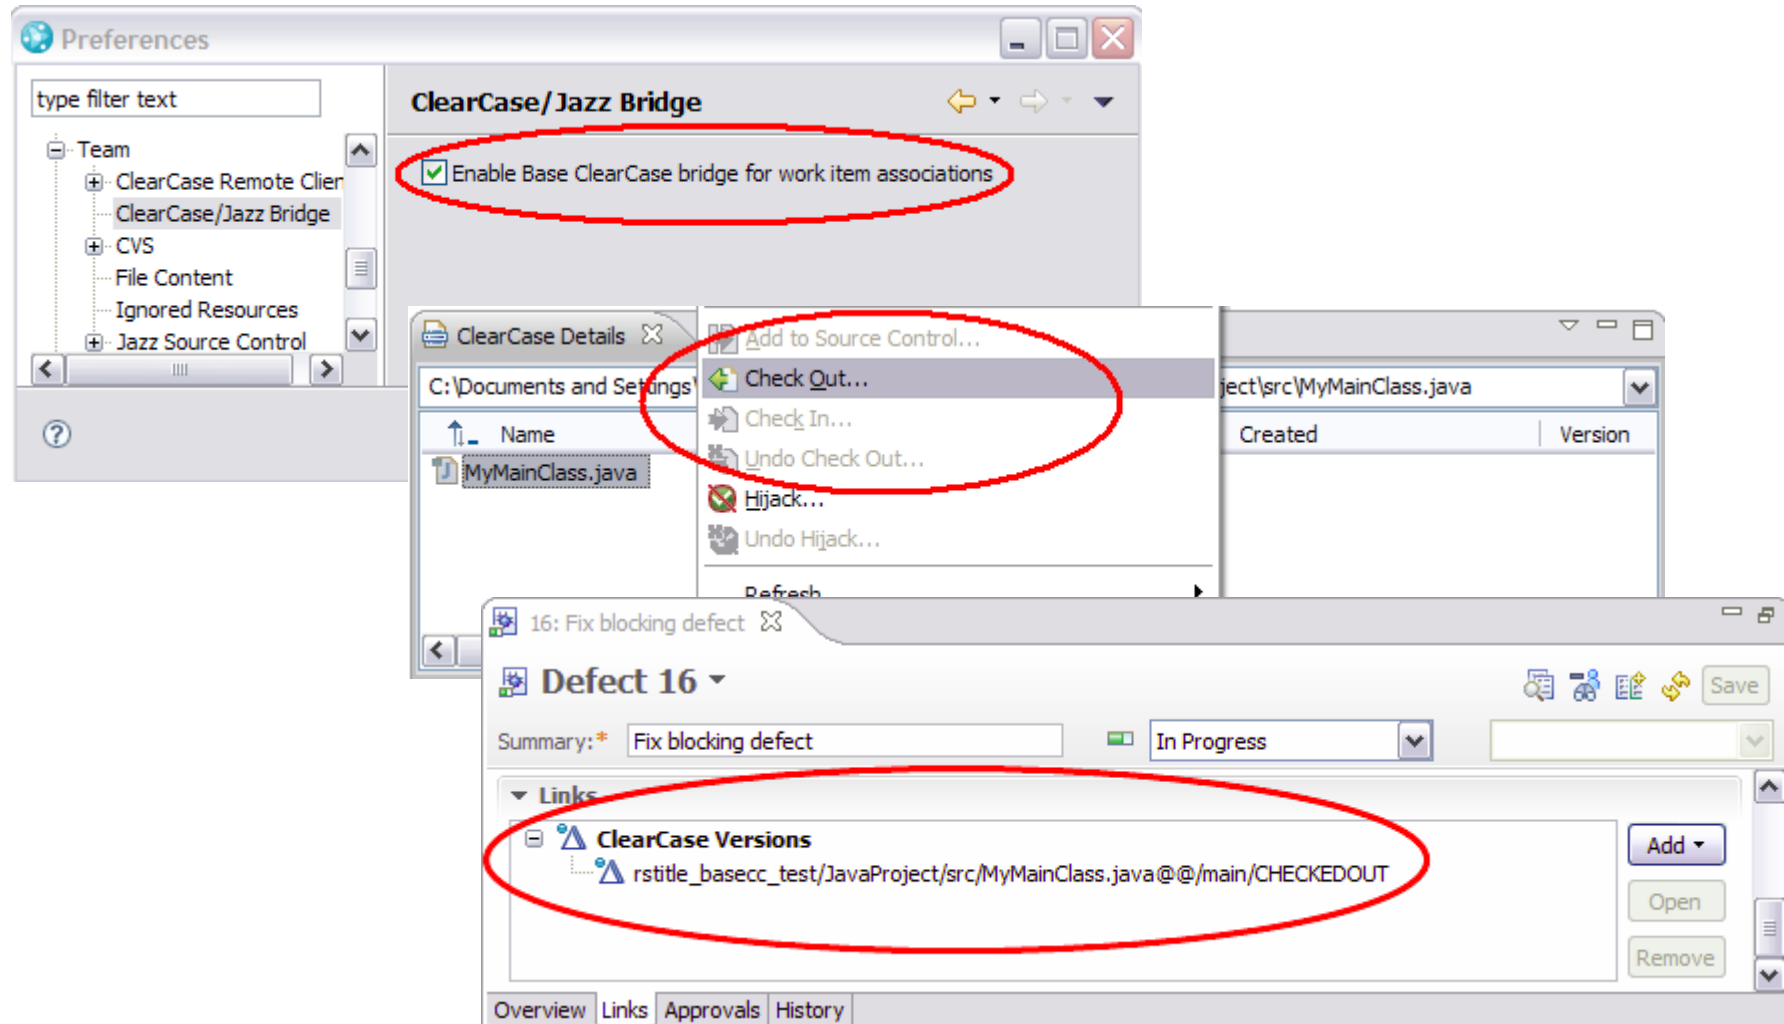 Preferences
type filter text
Team
ClearCase Remote Clien
ClearCase/Jazz Bridge
CVS
File Content
Ignored Resources
Jazz Source Control
ClearCase/Jazz Bridge
Enable Base ClearCase bridge for work item associations
ClearCase Details
C:\Documents and Settings\
ject\src\MyMainClass.java
Name
Created
Version
MyMainClass.java
Add to Source Control...
Check Out...
Check In...
Undo Check Out...
Hijack...
Undo Hijack...
Refresh
16: Fix blocking defect
Defect 16
Save
Summary:* Fix blocking defect
In Progress
Links
ClearCase Versions
rstitle_basecc_test/JavaProject/src/MyMainClass.java@@/main/CHECKEDOUT
Add
Open
Remove
Overview Links Approvals History